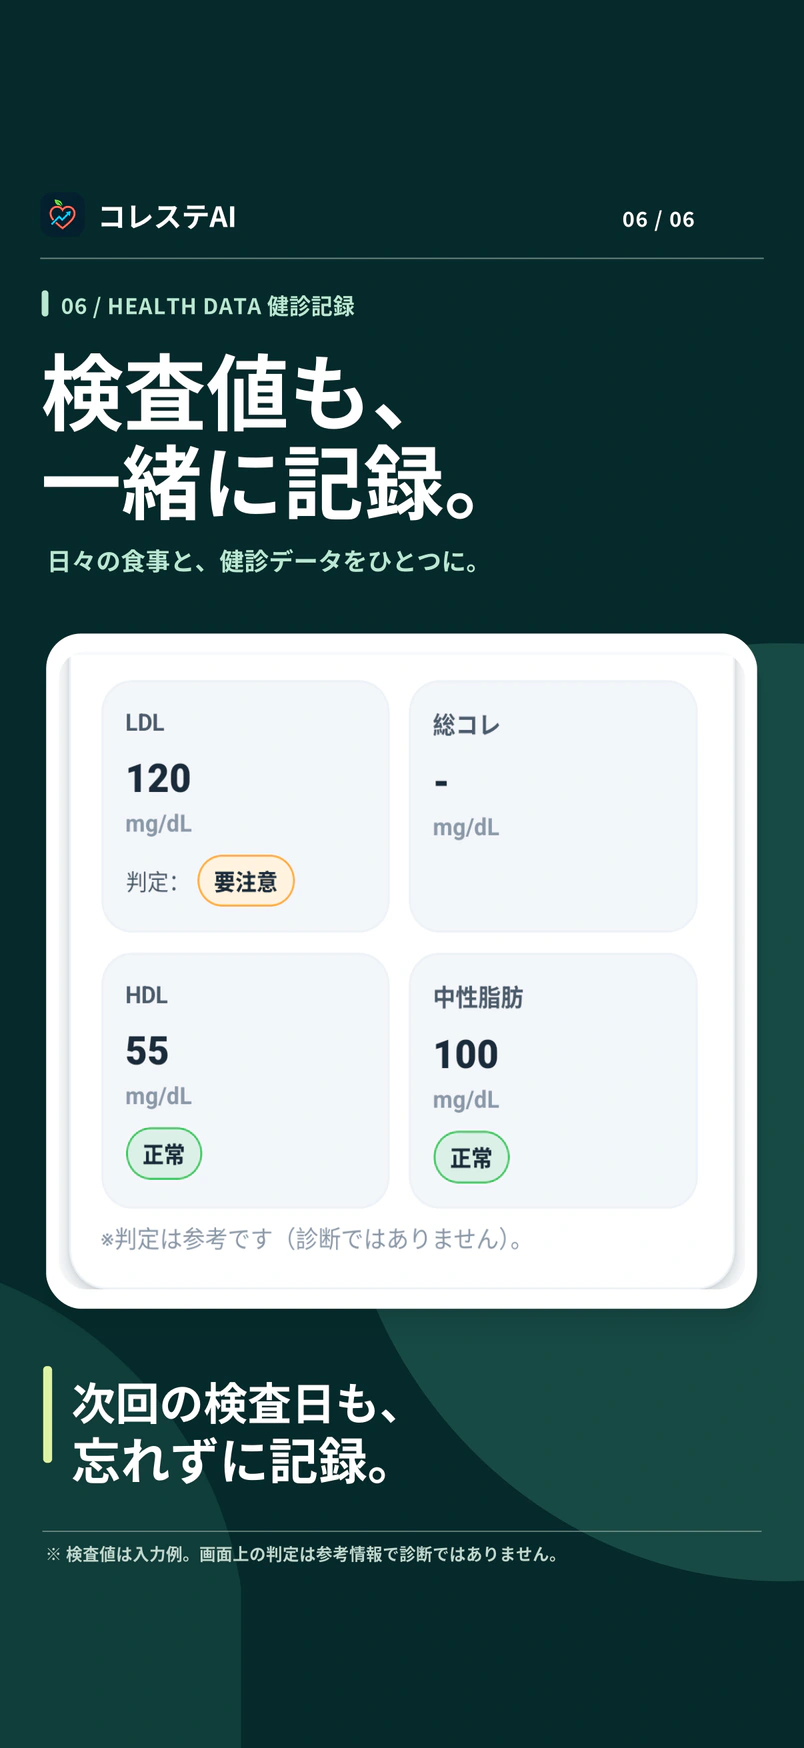 コレステAI
06 / 06
06 / HEALTH DATA 健診記録
検査値も、
一緒に記録。
日々の食事と、健診データをひとつに。
LDL
120
mg/dL
判定：
要注意
総コレ
-
mg/dL
HDL
55
mg/dL
正常
中性脂肪
100
mg/dL
正常
※判定は参考です（診断ではありません）。
次回の検査日も、
忘れずに記録。
※ 検査値は入力例。画面上の判定は参考情報で診断ではありません。